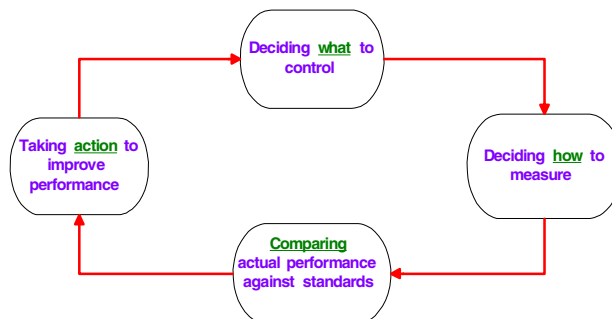 Deciding what to
control
Deciding how to
measure
Comparing
actual performance
against standards
Taking action to
improve
performance